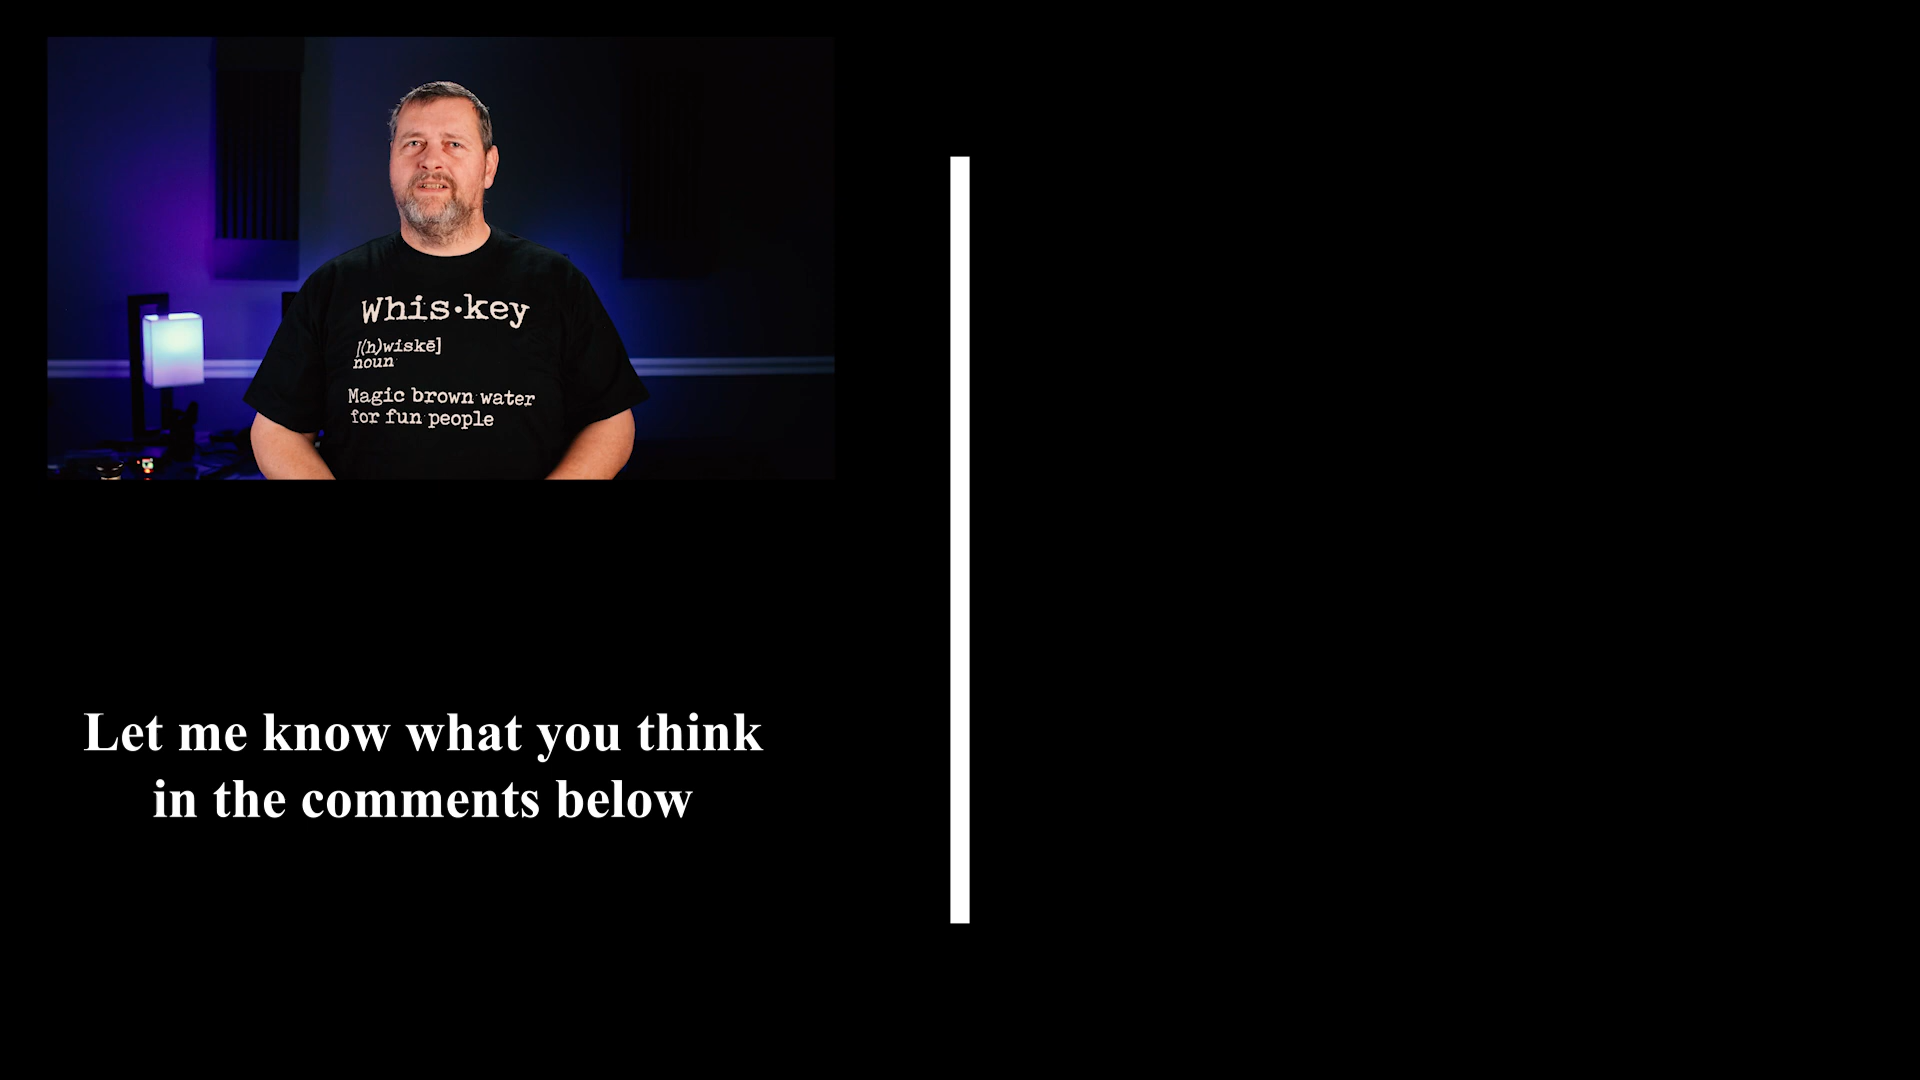 Whis·key
[(h)wiskē]
noun
Magic brown water
for fun people
Let me know what you think
in the comments below